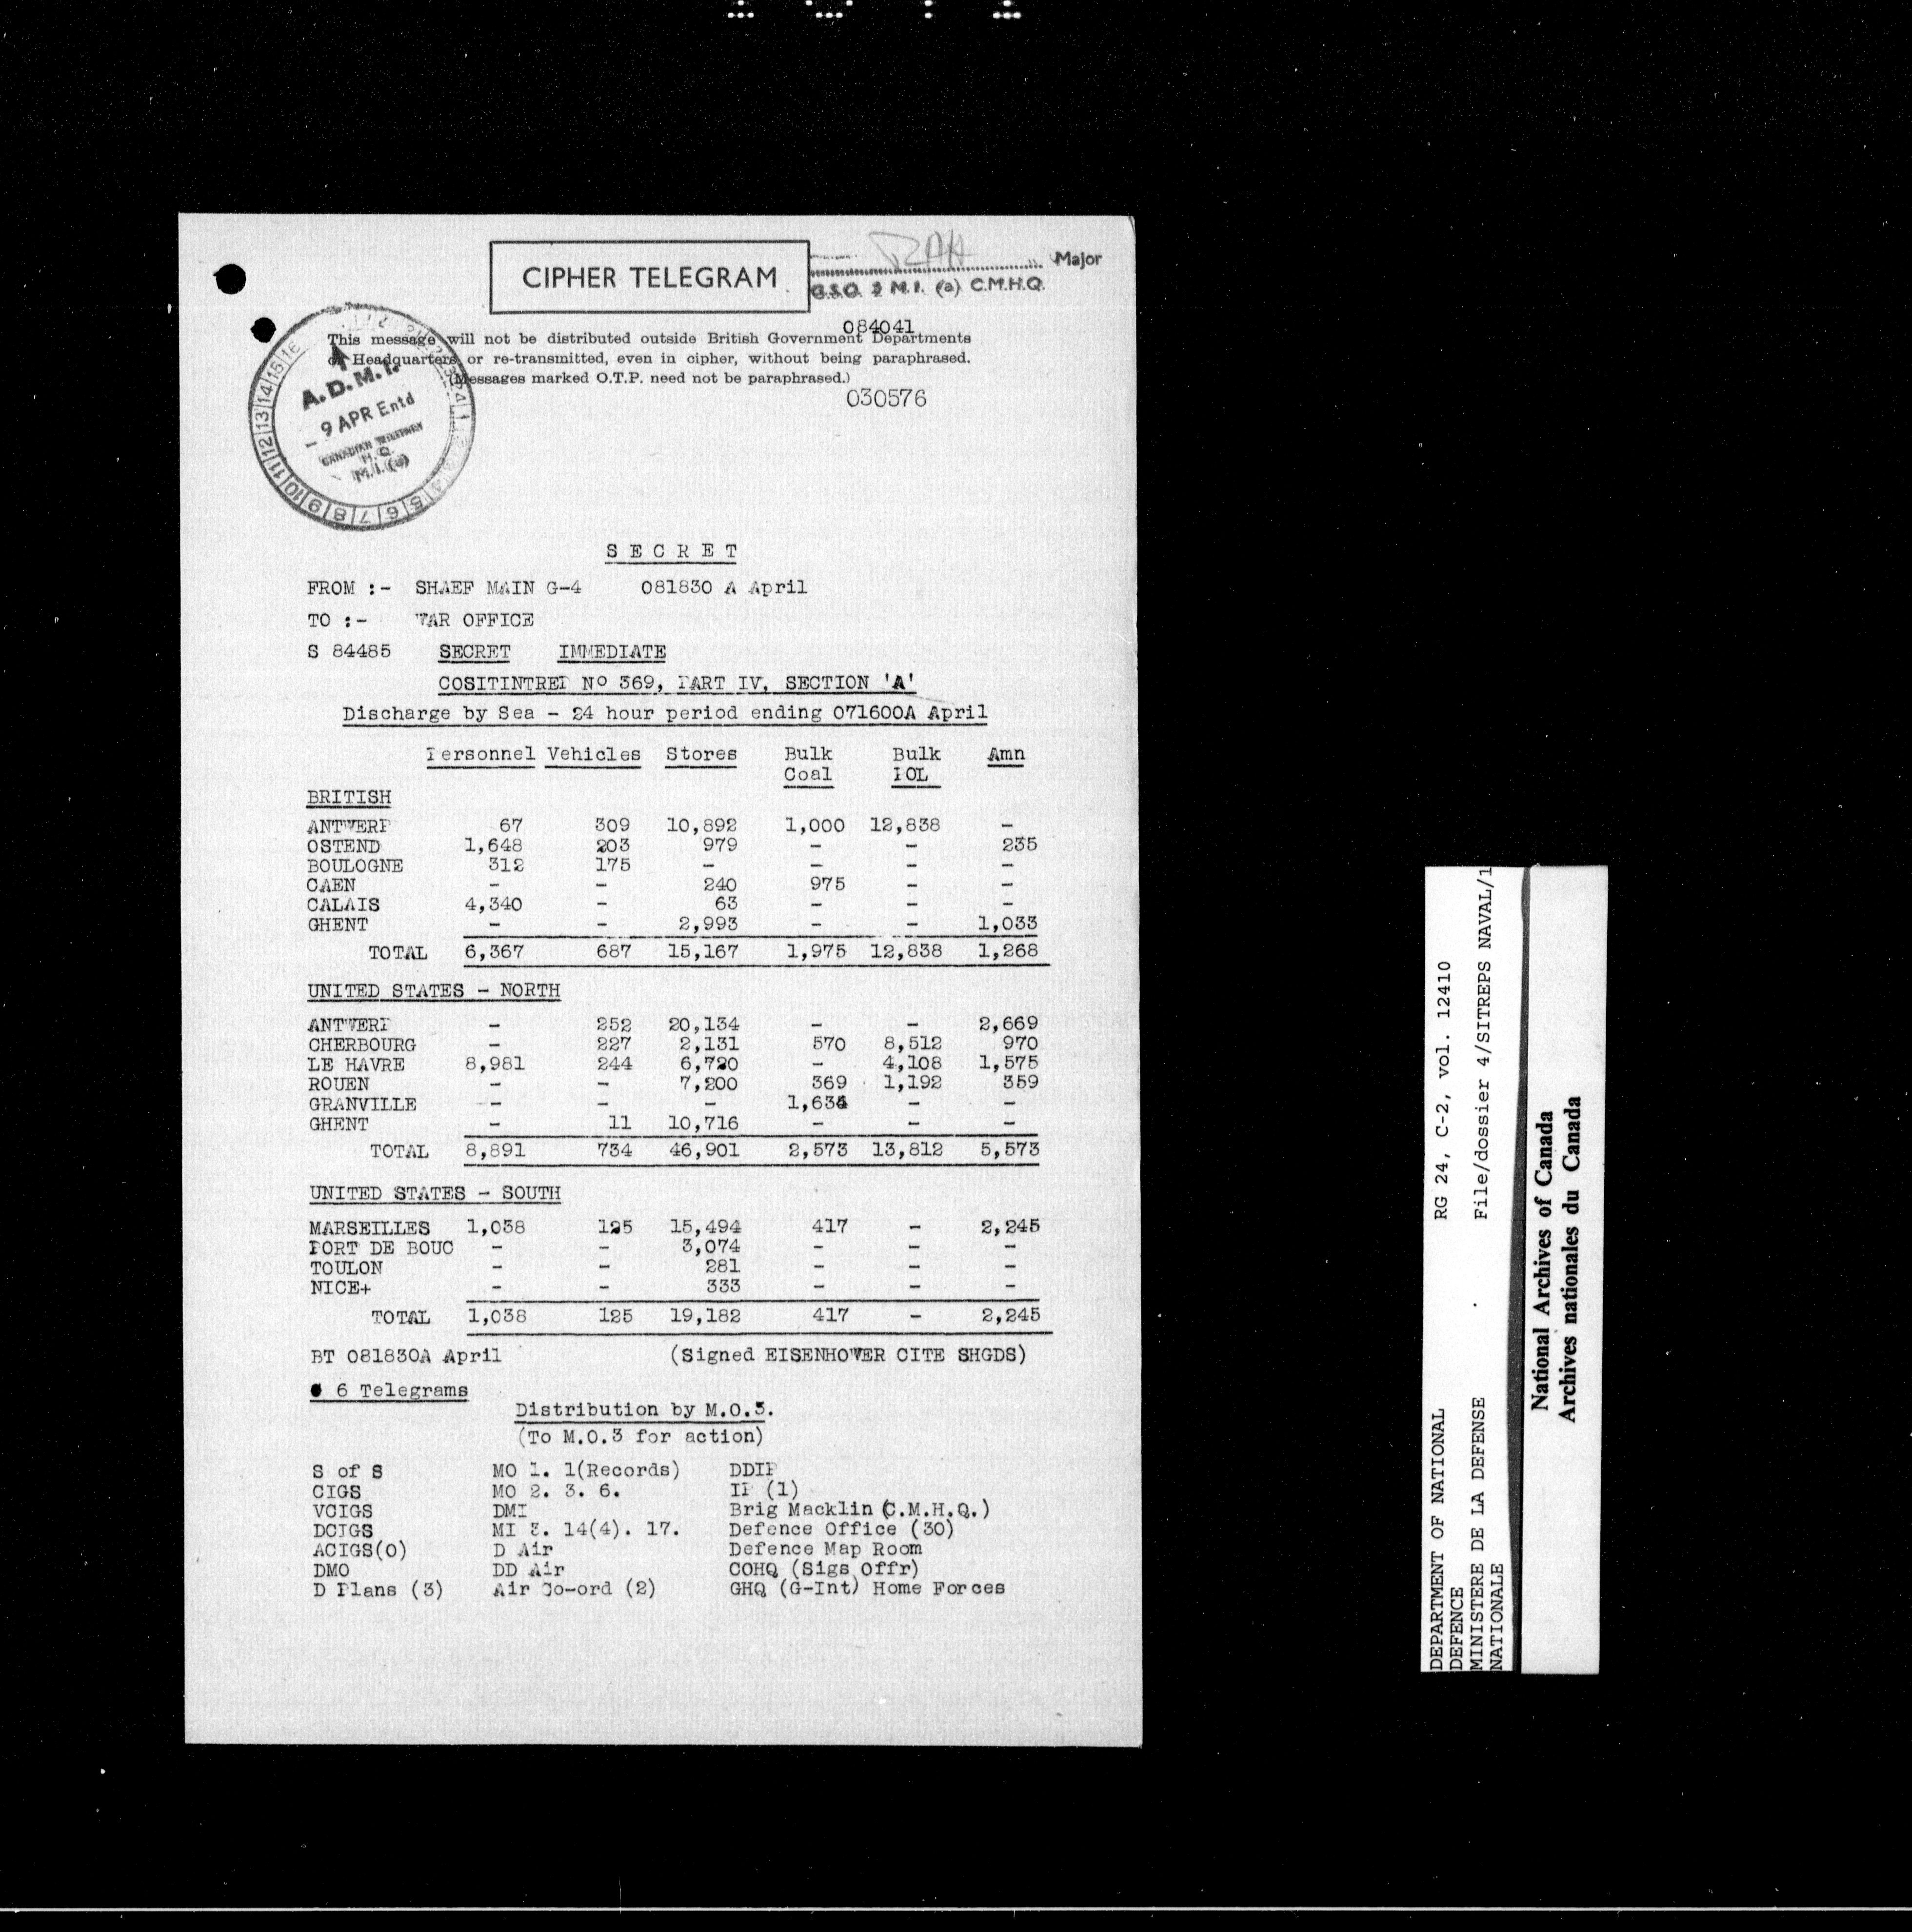 CIPHER TELEGRAM
Major
G.S.O. 2 M.I. (a) C.M.H.Q.
084041
This message will not be distributed outside British Government Departments
or Headquarters or re-transmitted, even in cipher, without being paraphrased.
(Messages marked O.T.P. need not be paraphrased.)
030576
A.D.M.I.
9 APR Entd
H.Q.
M.I.(a)
SECRET
FROM :- SHAEF MAIN G-4 081830 A April
TO :- WAR OFFICE
S 84485 SECRET IMMEDIATE
COSITINTREP Nº 369, PART IV, SECTION 'A'
Discharge by Sea - 24 hour period ending 071600A April
Personnel Vehicles Stores Bulk Bulk Amn
Coal POL
BRITISH
ANTWERP 67 309 10,892 1,000 12,838 -
OSTEND 1,648 203 979 - - 235
BOULOGNE 312 175 - - - -
CAEN - - 240 975 - -
CALAIS 4,340 - 63 - - -
GHENT - - 2,993 - - 1,033
TOTAL 6,367 687 15,167 1,975 12,838 1,268
UNITED STATES - NORTH
ANTWERP - 252 20,134 - - 2,669
CHERBOURG - 227 2,131 570 8,512 970
LE HAVRE 8,981 244 6,720 - 4,108 1,575
ROUEN - - 7,200 369 1,192 359
GRANVILLE - - - 1,634 - -
GHENT - 11 10,716 - - -
TOTAL 8,891 734 46,901 2,573 13,812 5,573
UNITED STATES - SOUTH
MARSEILLES 1,038 125 15,494 417 - 2,245
PORT DE BOUC - - 3,074 - - -
TOULON - - 281 - - -
NICE+ - - 333 - - -
TOTAL 1,038 125 19,182 417 - 2,245
BT 081830A April (Signed EISENHOWER CITE SHGDS)
6 Telegrams
Distribution by M.O.3.
(To M.O.3 for action)
S of S MO 1. 1(Records) DDIP
CIGS MO 2. 3. 6. IP (1)
VCIGS DMI Brig Macklin (C.M.H.Q.)
DCIGS MI 3. 14(4). 17. Defence Office (30)
ACIGS(O) D Air Defence Map Room
DMO DD Air COHQ (Sigs Offr)
D Plans (3) Air Co-ord (2) GHQ (G-Int) Home Forces
DEPARTMENT OF NATIONAL RG 24, C-2, vol. 12410
DEFENCE
MINISTERE DE LA DEFENSE File/dossier 4/SITREPS NAVAL/1
NATIONALE
National Archives of Canada
Archives nationales du Canada